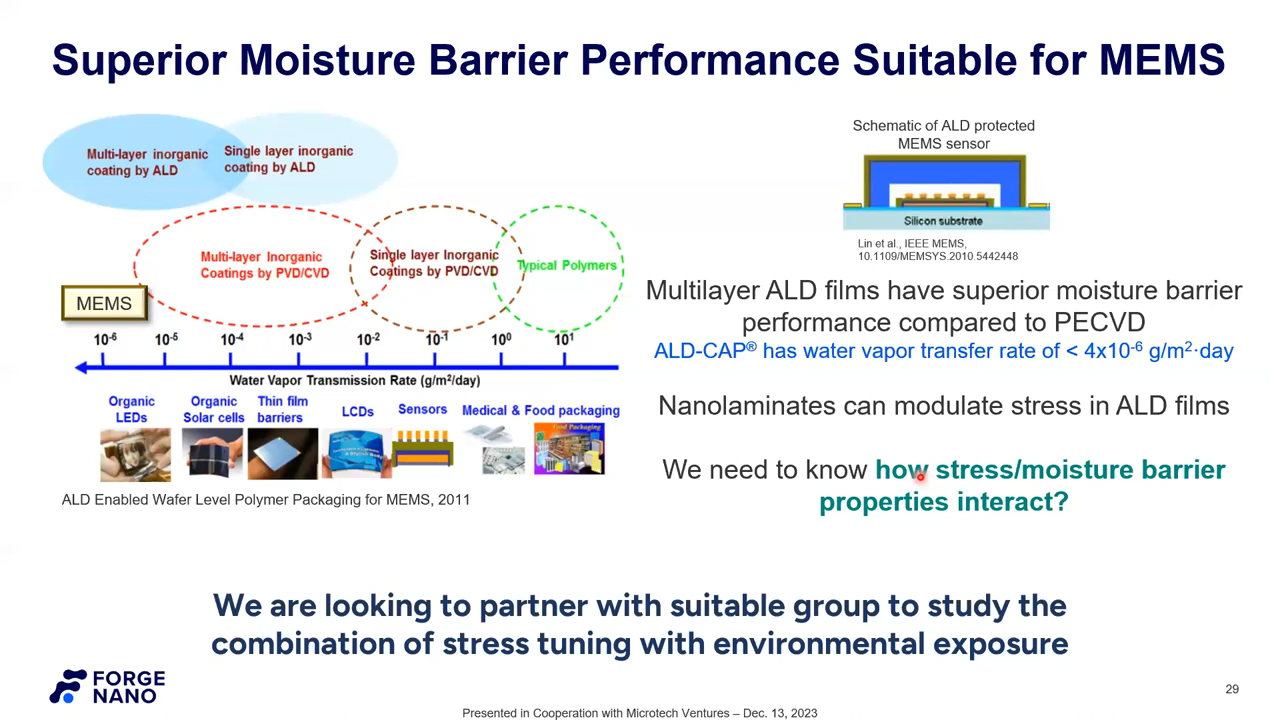 Superior Moisture Barrier Performance Suitable for MEMS
Multi-layer inorganic
coating by ALD
Single layer inorganic
coating by ALD
Multi-layer Inorganic
Coatings by PVD/CVD
Single layer Inorganic
Coatings by PVD/CVD
Typical Polymers
MEMS
10⁻⁶ 10⁻⁵ 10⁻⁴ 10⁻³ 10⁻² 10⁻¹ 10⁰ 10¹
Water Vapor Transmission Rate (g/m²/day)
Organic
LEDs
Organic
Solar cells
Thin film
barriers
LCDs
Sensors
Medical & Food packaging
Food Packaging
ALD Enabled Wafer Level Polymer Packaging for MEMS, 2011
Schematic of ALD protected
MEMS sensor
Silicon substrate
Lin et al., IEEE MEMS,
10.1109/MEMSYS.2010.5442448
Multilayer ALD films have superior moisture barrier
performance compared to PECVD
ALD-CAP® has water vapor transfer rate of < 4x10⁻⁶ g/m²·day
Nanolaminates can modulate stress in ALD films
We need to know how stress/moisture barrier
properties interact?
We are looking to partner with suitable group to study the
combination of stress tuning with environmental exposure
FORGE
NANO
29
Presented in Cooperation with Microtech Ventures – Dec. 13, 2023